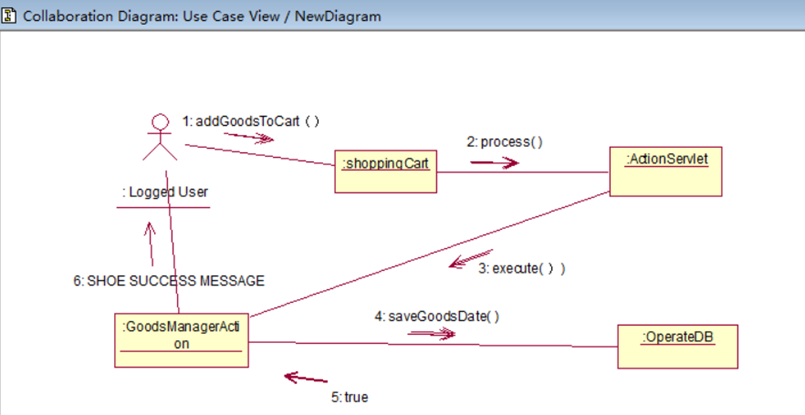 Collaboration Diagram: Use Case View / NewDiagram
1: addGoodsToCart ( )
2: process( )
:shoppingCart
:ActionServlet
: Logged User
3: execute( ) )
6: SHOE SUCCESS MESSAGE
:GoodsManagerActi
on
4: saveGoodsDate( )
:OperateDB
5: true